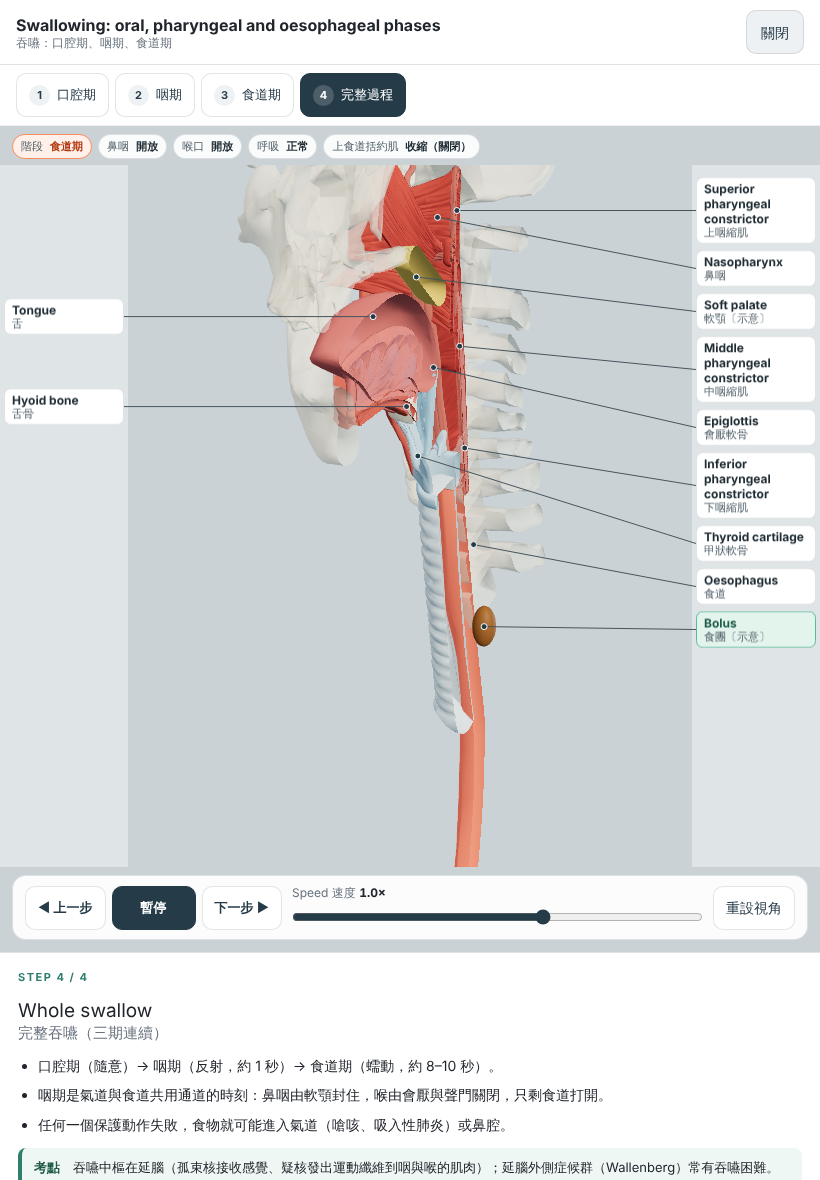 Swallowing: oral, pharyngeal and oesophageal phases
吞嚥：口腔期、咽期、食道期
關閉
1 口腔期
2 咽期
3 食道期
4 完整過程
階段 食道期
鼻咽 開放
喉口 開放
呼吸 正常
上食道括約肌 收縮（關閉）
Superior
pharyngeal
constrictor
上咽縮肌
Nasopharynx
鼻咽
Soft palate
軟顎〔示意〕
Tongue
舌
Middle
pharyngeal
constrictor
中咽縮肌
Hyoid bone
舌骨
Epiglottis
會厭軟骨
Inferior
pharyngeal
constrictor
下咽縮肌
Thyroid cartilage
甲狀軟骨
Oesophagus
食道
Bolus
食團〔示意〕
◀ 上一步
暫停
下一步 ▶
Speed 速度 1.0×
重設視角
STEP 4 / 4
Whole swallow
完整吞嚥（三期連續）
• 口腔期（隨意）→ 咽期（反射，約 1 秒）→ 食道期（蠕動，約 8–10 秒）。
• 咽期是氣道與食道共用通道的時刻：鼻咽由軟顎封住，喉由會厭與聲門關閉，只剩食道打開。
• 任何一個保護動作失敗，食物就可能進入氣道（嗆咳、吸入性肺炎）或鼻腔。
考點 吞嚥中樞在延腦（孤束核接收感覺、疑核發出運動纖維到咽與喉的肌肉）；延腦外側症候群（Wallenberg）常有吞嚥困難。